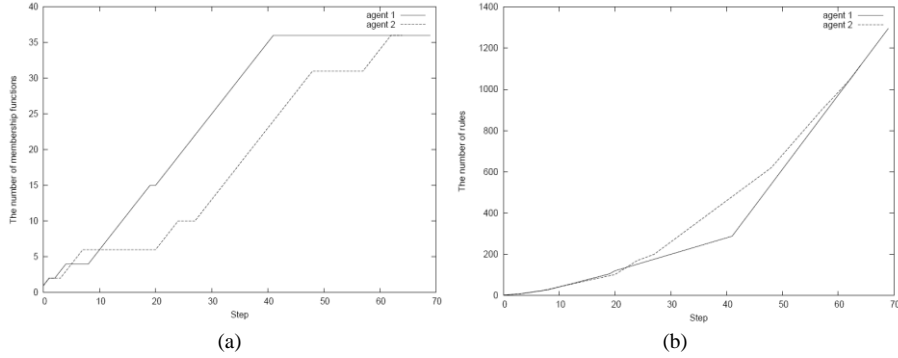 agent 1
agent 2
The number of membership functions
40
35
30
25
20
15
10
5
0
0 10 20 30 40 50 60 70
Step
(a)
agent 1
agent 2
The number of rules
1400
1200
1000
800
600
400
200
0
0 10 20 30 40 50 60 70
Step
(b)